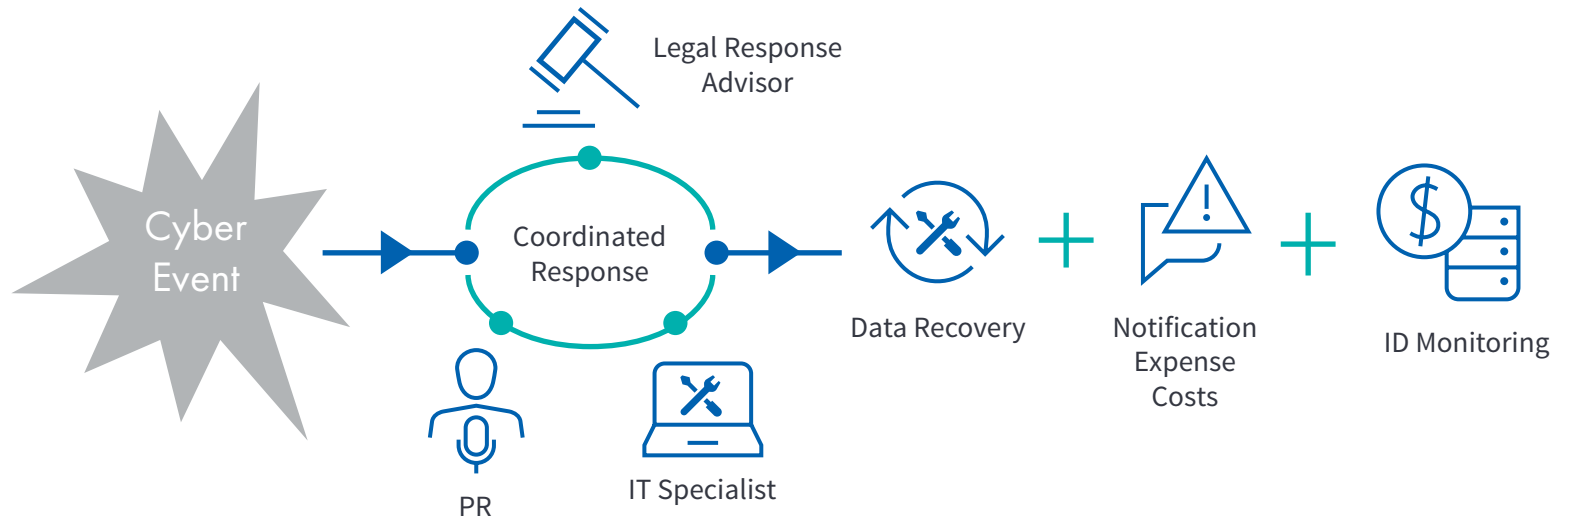 Cyber
Event
Legal Response
Advisor
Coordinated
Response
PR
IT Specialist
Data Recovery
Notification
Expense
Costs
ID Monitoring